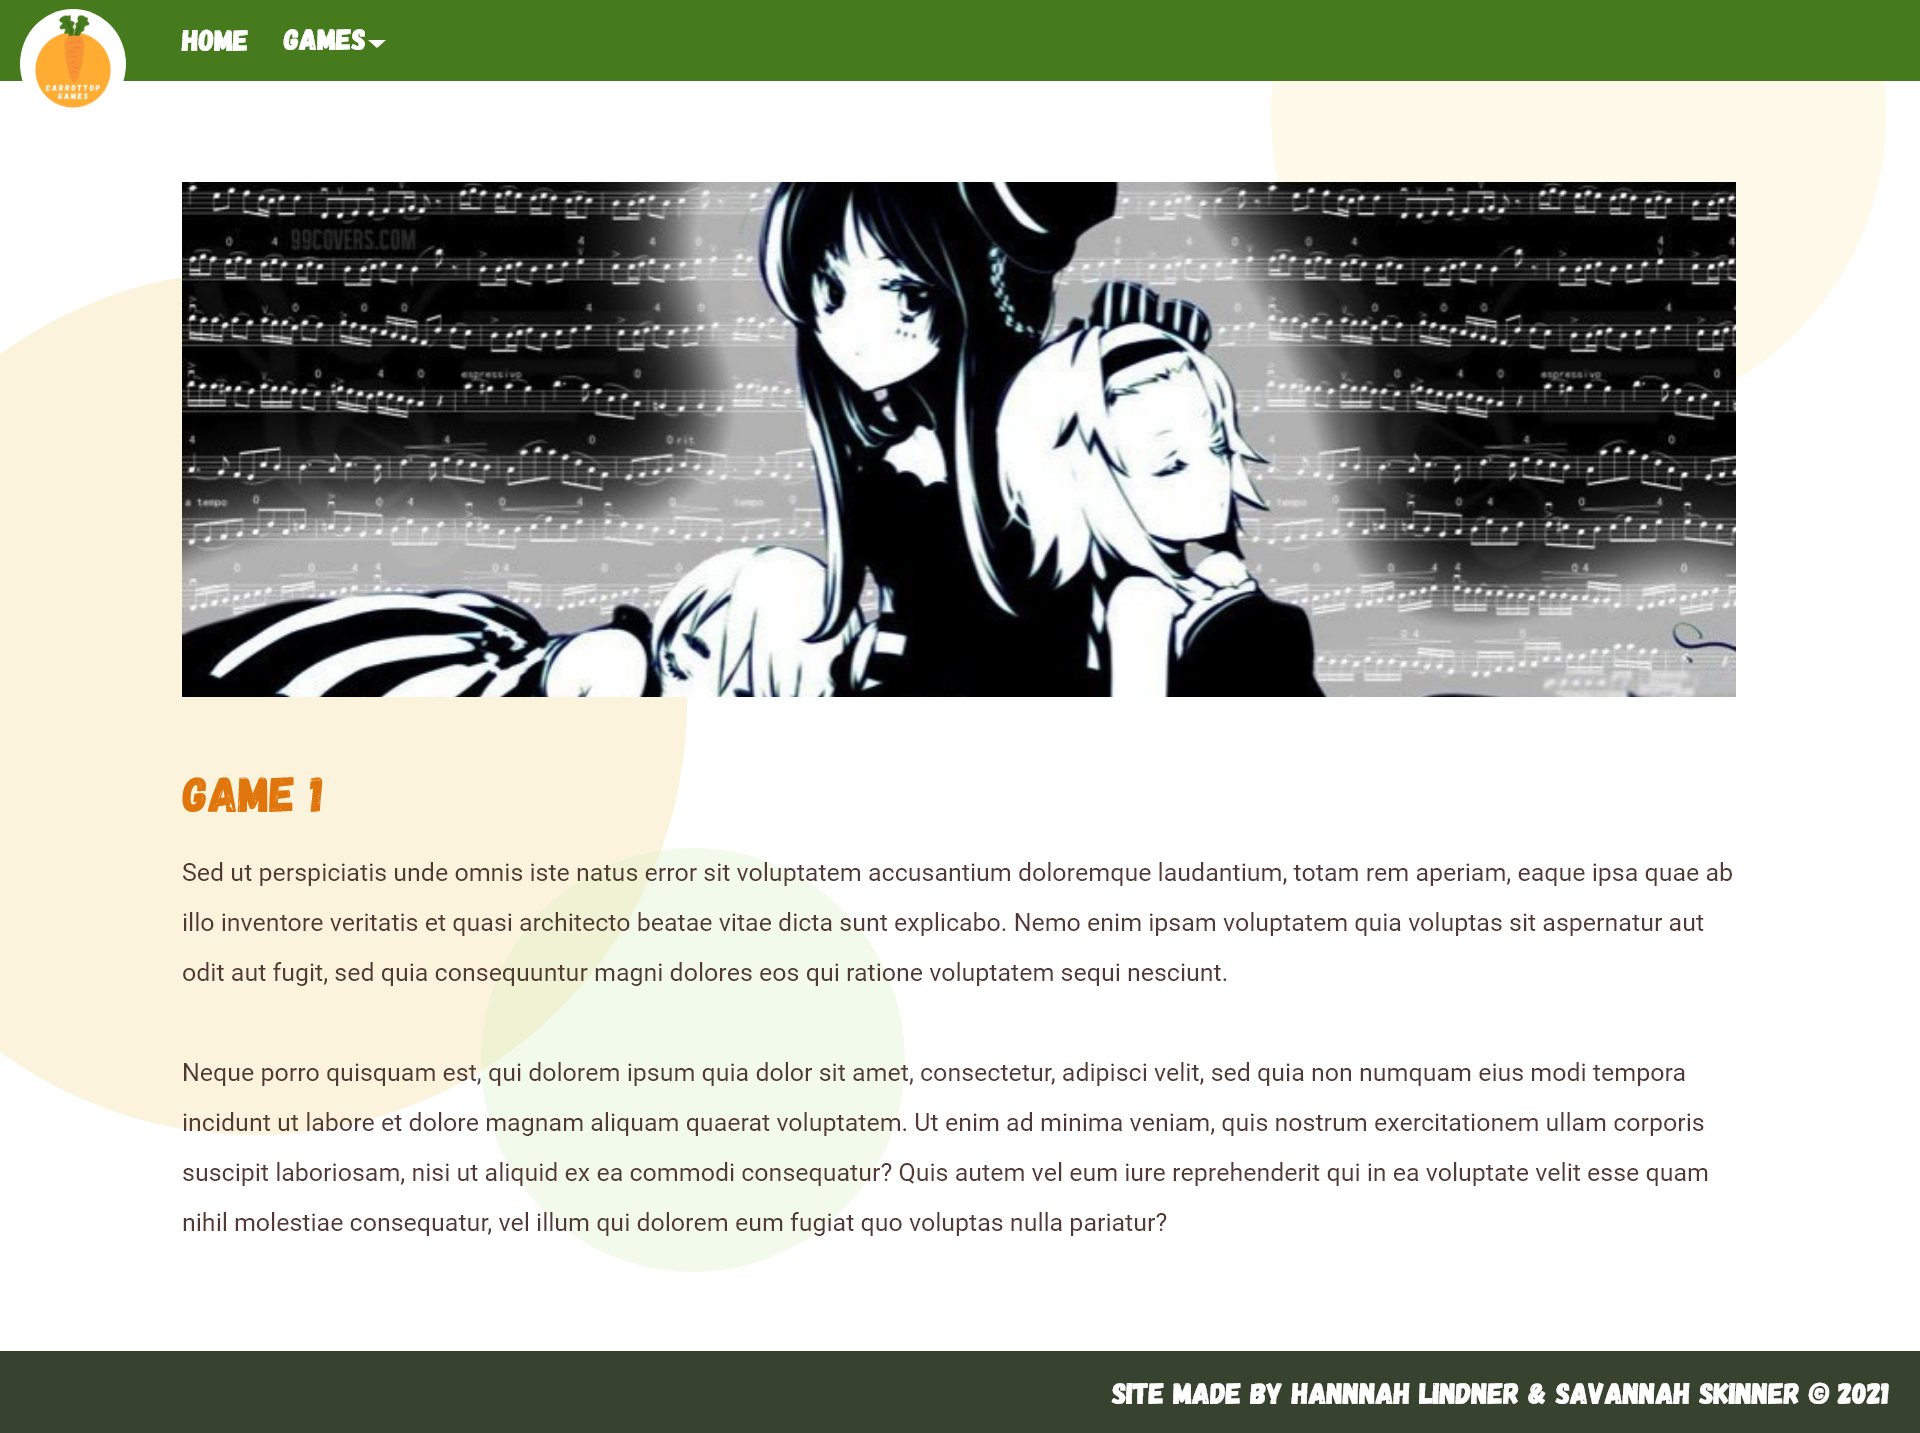 HOME GAMES
CARROTTOP
GAMES
99COVERS.COM
espressivo
espressivo
rit
a tempo
tempo
tempo
GAME 1
Sed ut perspiciatis unde omnis iste natus error sit voluptatem accusantium doloremque laudantium, totam rem aperiam, eaque ipsa quae ab
illo inventore veritatis et quasi architecto beatae vitae dicta sunt explicabo. Nemo enim ipsam voluptatem quia voluptas sit aspernatur aut
odit aut fugit, sed quia consequuntur magni dolores eos qui ratione voluptatem sequi nesciunt.
Neque porro quisquam est, qui dolorem ipsum quia dolor sit amet, consectetur, adipisci velit, sed quia non numquam eius modi tempora
incidunt ut labore et dolore magnam aliquam quaerat voluptatem. Ut enim ad minima veniam, quis nostrum exercitationem ullam corporis
suscipit laboriosam, nisi ut aliquid ex ea commodi consequatur? Quis autem vel eum iure reprehenderit qui in ea voluptate velit esse quam
nihil molestiae consequatur, vel illum qui dolorem eum fugiat quo voluptas nulla pariatur?
SITE MADE BY HANNNAH LINDNER & SAVANNAH SKINNER © 2021